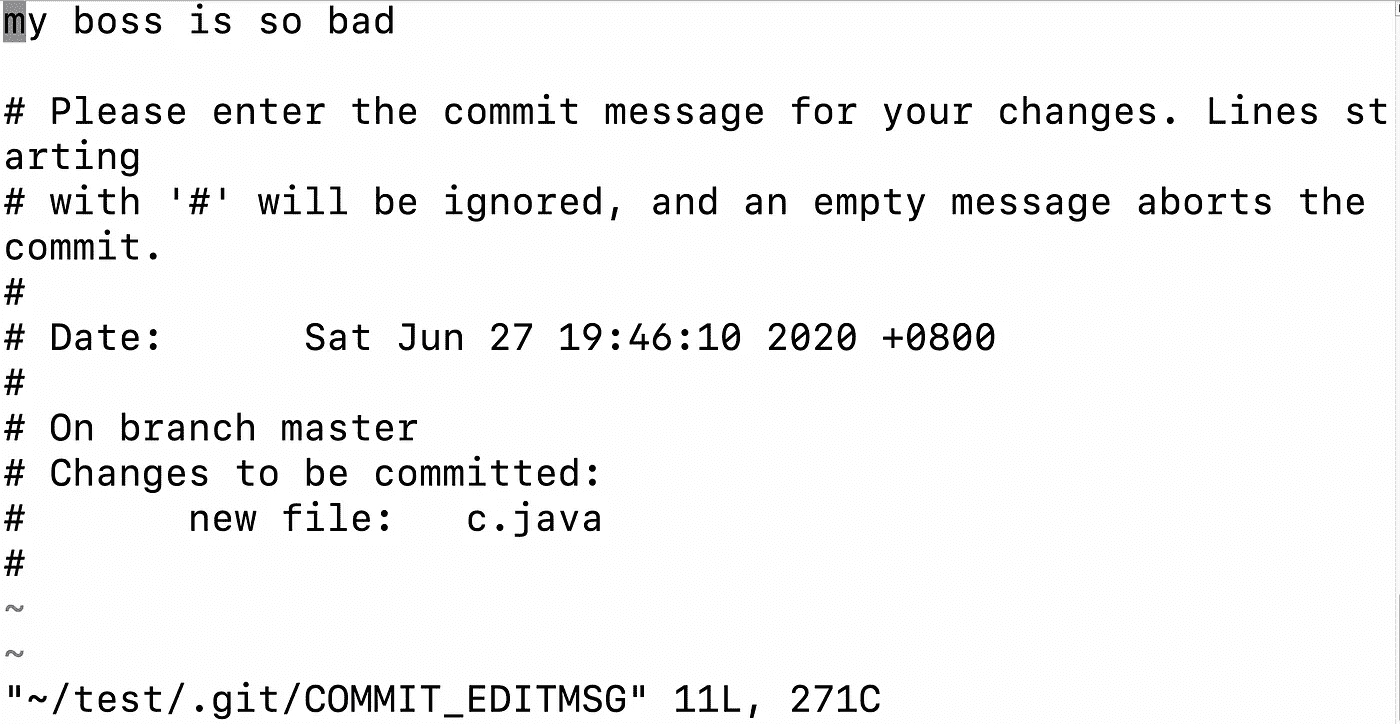 my boss is so bad

# Please enter the commit message for your changes. Lines st
arting
# with '#' will be ignored, and an empty message aborts the
commit.
#
# Date:      Sat Jun 27 19:46:10 2020 +0800
#
# On branch master
# Changes to be committed:
#       new file:   c.java
#
~
~
"~/test/.git/COMMIT_EDITMSG" 11L, 271C